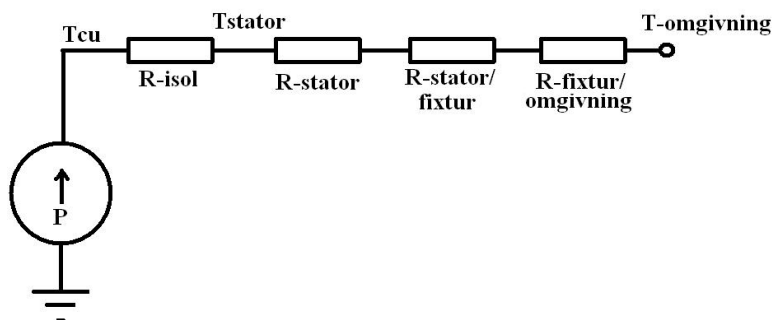 Tcu
Tstator
T-omgivning
R-isol
R-stator
R-stator/
fixtur
R-fixtur/
omgivning
P